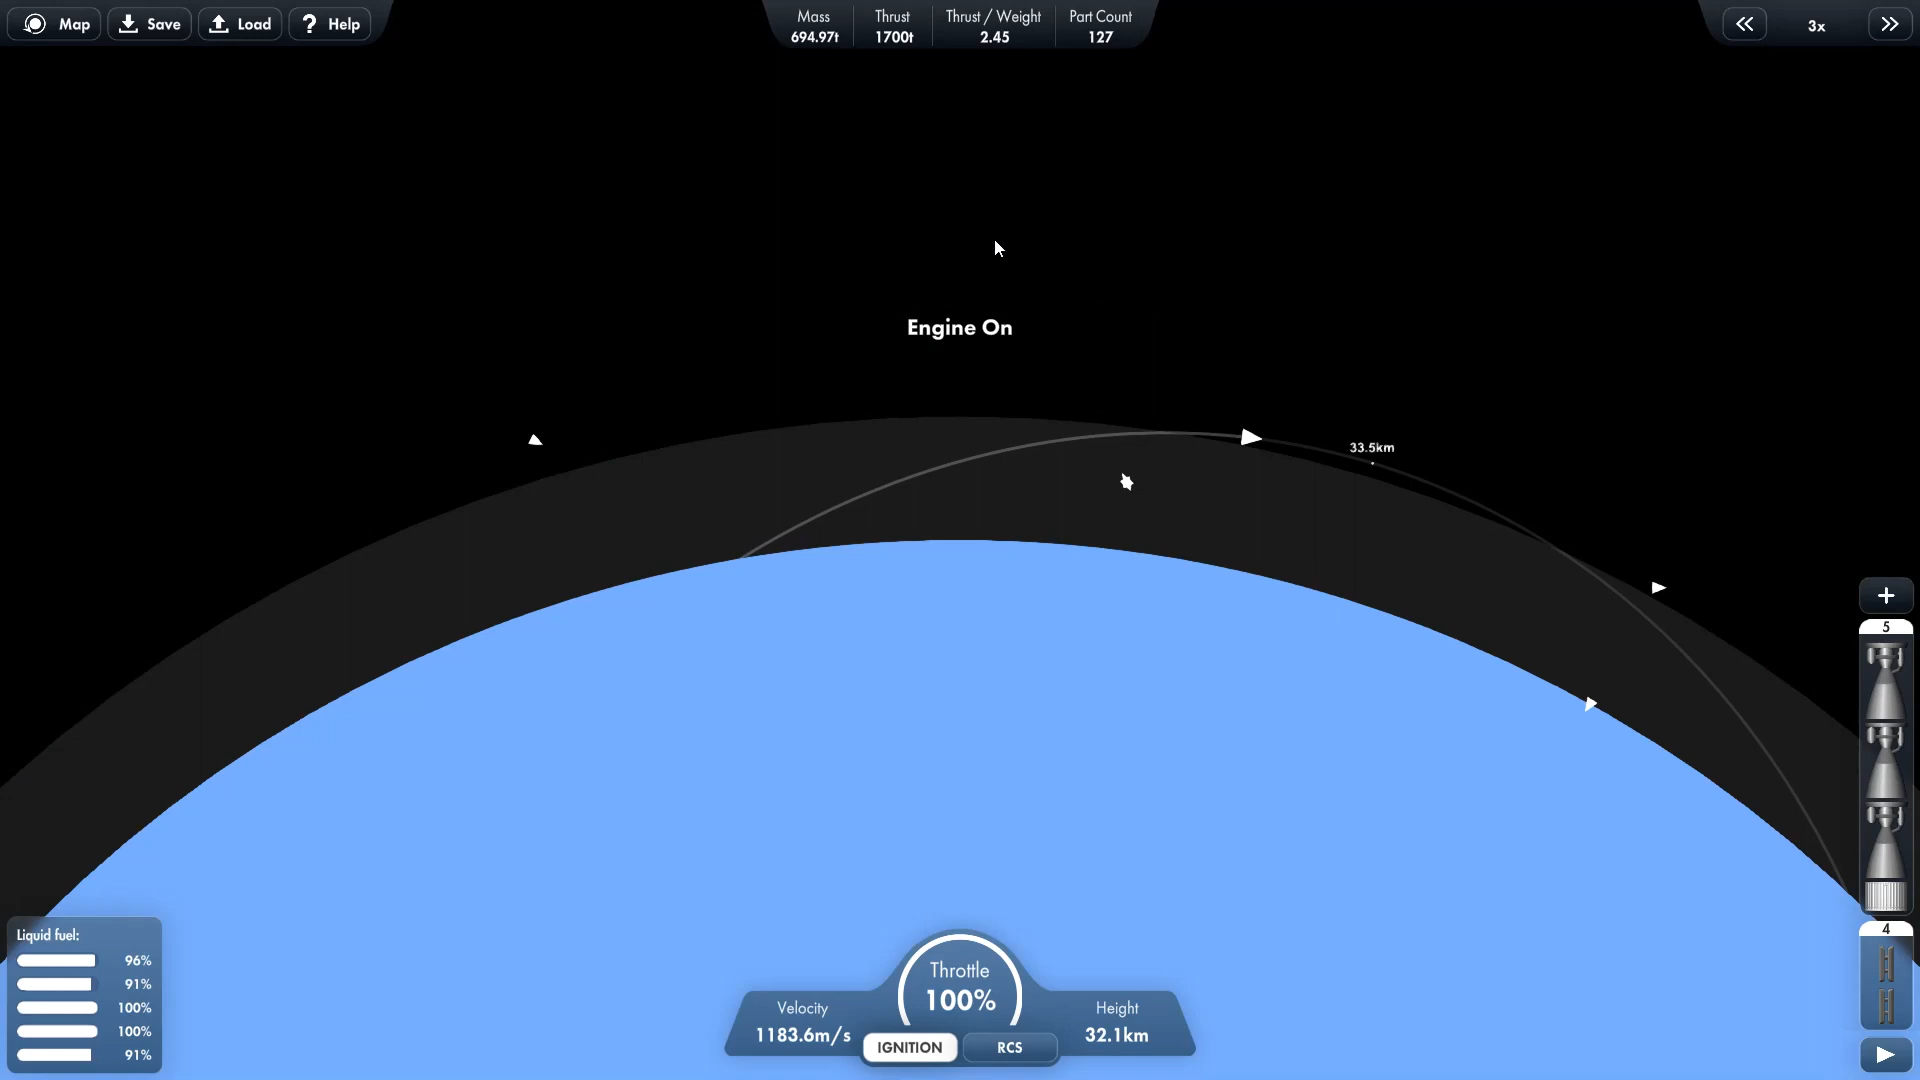 Map
Save
Load
Help
Mass
694.97t
Thrust
1700t
Thrust / Weight
2.45
Part Count
127
3x
Engine On
33.5km
5
4
Liquid fuel:
96%
91%
100%
100%
91%
Throttle
100%
Velocity
1183.6m/s
Height
32.1km
IGNITION
RCS